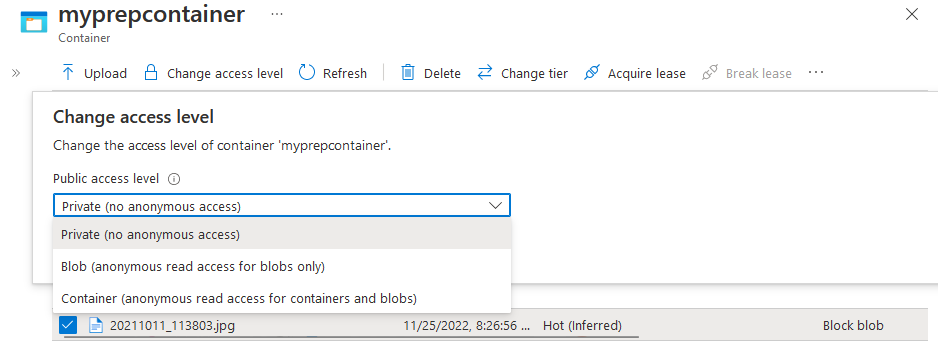 myprepcontainer ...
Container
» Upload Change access level Refresh Delete Change tier Acquire lease Break lease ...
Change access level
Change the access level of container 'myprepcontainer'.
Public access level
Private (no anonymous access)
Private (no anonymous access)
Blob (anonymous read access for blobs only)
Container (anonymous read access for containers and blobs)
20211011_113803.jpg 11/25/2022, 8:26:56 ... Hot (Inferred) Block blob